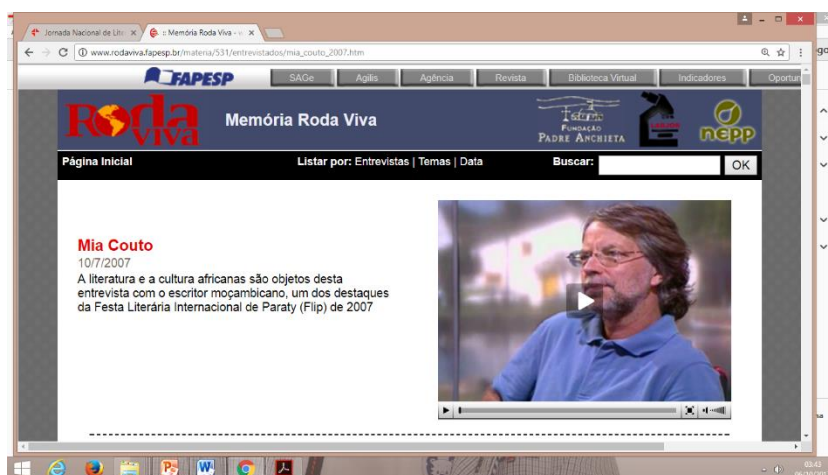 Jornada Nacional de Lite
:: Memória Roda Viva -
www.rodaviva.fapesp.br/materia/531/entrevistados/mia_couto_2007.htm
FAPESP
SAGe Agilis Agência Revista Biblioteca Virtual Indicadores Oportun
Roda
viva
Memória Roda Viva
FUNDAÇÃO
PADRE ANCHIETA
nepp
Página Inicial Listar por: Entrevistas | Temas | Data Buscar: OK
Mia Couto
10/7/2007
A literatura e a cultura africanas são objetos desta
entrevista com o escritor moçambicano, um dos destaques
da Festa Literária Internacional de Paraty (Flip) de 2007
03:43